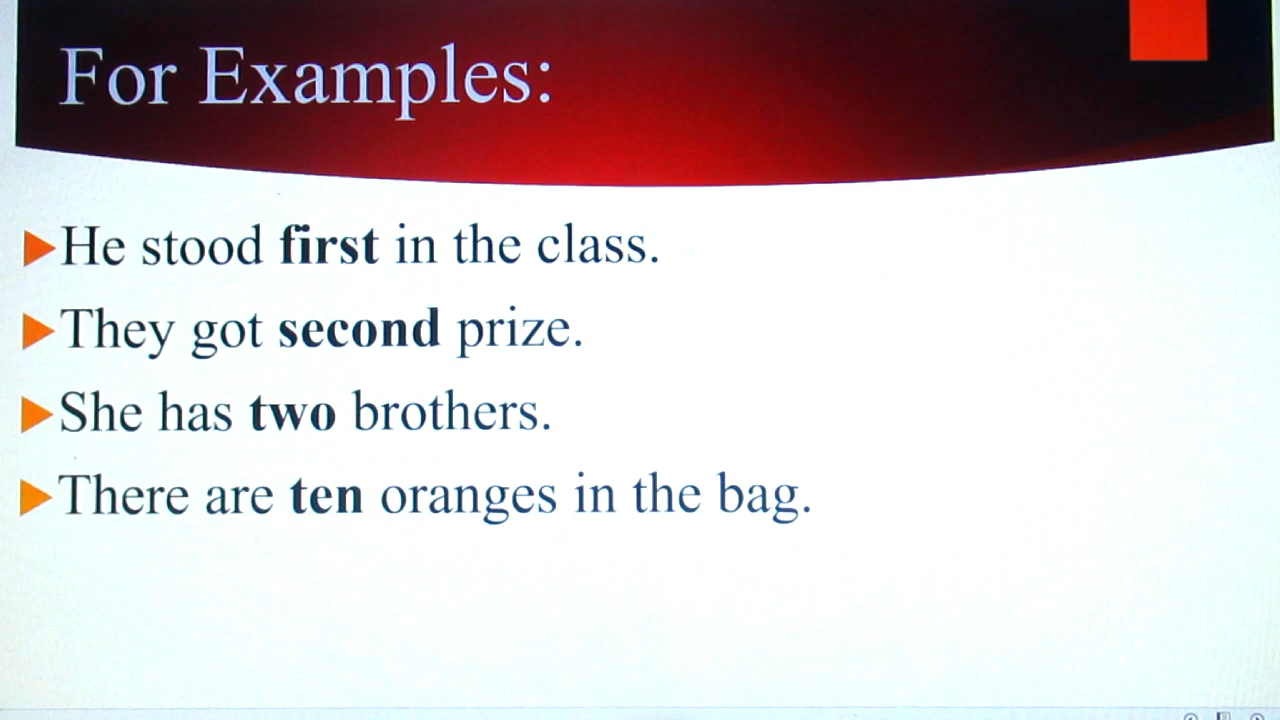 For Examples:
He stood first in the class.
They got second prize.
She has two brothers.
There are ten oranges in the bag.